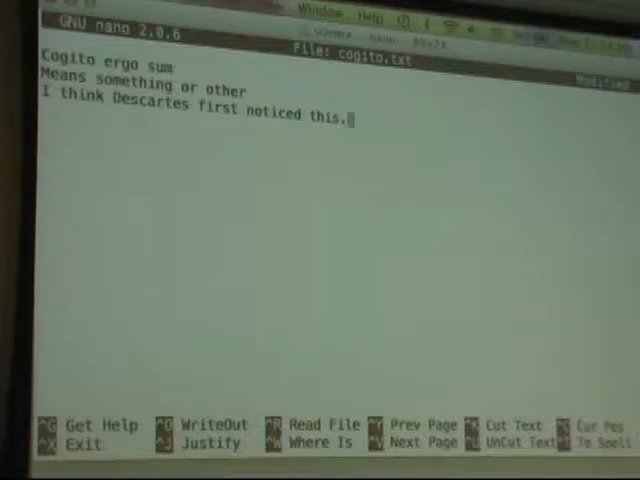 Window Help
GNU nano 2.0.6 File: cogito.txt Modified
Cogito ergo sum
Means something or other
I think Descartes first noticed this.
^G Get Help ^O WriteOut ^R Read File ^Y Prev Page ^K Cut Text ^C Cur Pos
^X Exit ^J Justify ^W Where Is ^V Next Page ^U UnCut Text ^T To Spell